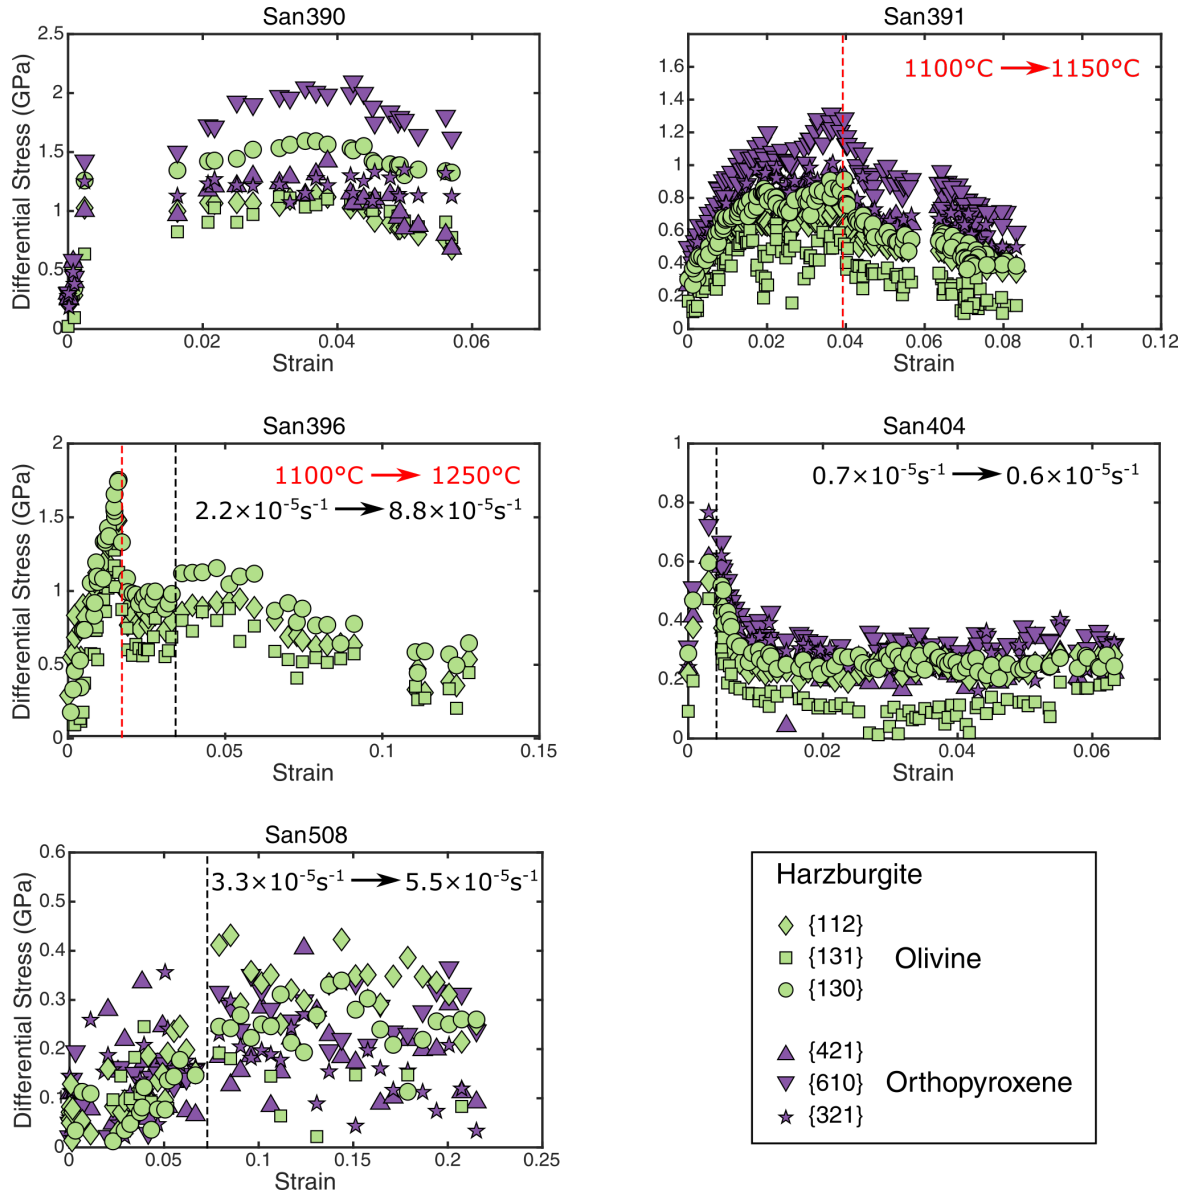 San390
Differential Stress (GPa)
2.5
2
1.5
1
0.5
0
0
0.02
0.04
0.06
Strain
San391
1100°C → 1150°C
1.6
1.4
1.2
1
0.8
0.6
0.4
0.2
0
0
0.02
0.04
0.06
0.08
0.1
0.12
Strain
San396
Differential Stress (GPa)
1100°C → 1250°C
2.2×10⁻⁵s⁻¹ → 8.8×10⁻⁵s⁻¹
2
1.5
1
0.5
0
0
0.05
0.1
0.15
Strain
San404
0.7×10⁻⁵s⁻¹ → 0.6×10⁻⁵s⁻¹
1
0.8
0.6
0.4
0.2
0
0
0.02
0.04
0.06
Strain
San508
Differential Stress (GPa)
3.3×10⁻⁵s⁻¹ → 5.5×10⁻⁵s⁻¹
0.6
0.5
0.4
0.3
0.2
0.1
0
0
0.05
0.1
0.15
0.2
0.25
Strain
Harzburgite
{112}
{131} Olivine
{130}
{421}
{610} Orthopyroxene
{321}